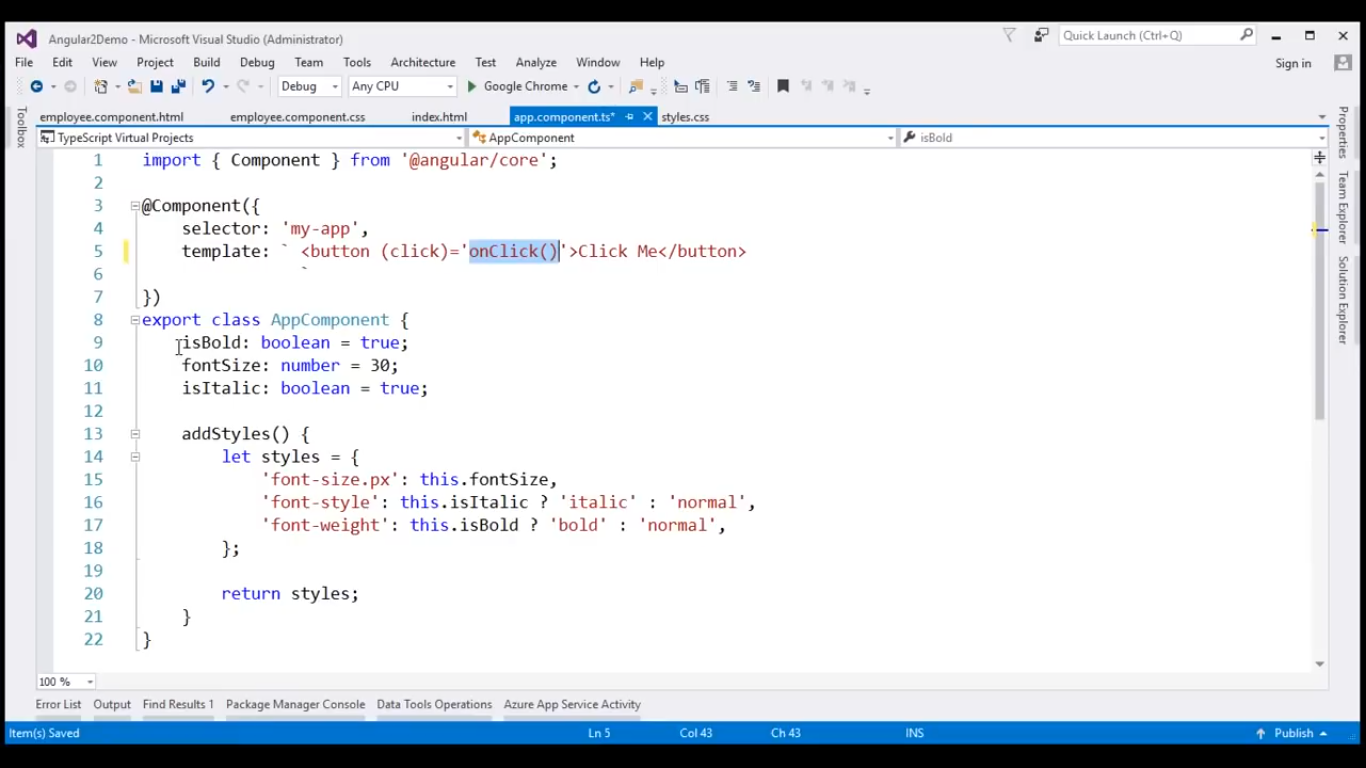 Angular2Demo - Microsoft Visual Studio (Administrator)
Quick Launch (Ctrl+Q)
File Edit View Project Build Debug Team Tools Architecture Test Analyze Window Help
Sign in
Debug Any CPU Google Chrome
employee.component.html employee.component.css index.html app.component.ts* styles.css
TypeScript Virtual Projects AppComponent isBold
1 import { Component } from '@angular/core';
2
3 @Component({
4 selector: 'my-app',
5 template: ` <button (click)='onClick()'>Click Me</button>
6 `
7 })
8 export class AppComponent {
9 isBold: boolean = true;
10 fontSize: number = 30;
11 isItalic: boolean = true;
12
13 addStyles() {
14 let styles = {
15 'font-size.px': this.fontSize,
16 'font-style': this.isItalic ? 'italic' : 'normal',
17 'font-weight': this.isBold ? 'bold' : 'normal',
18 };
19
20 return styles;
21 }
22 }
Toolbox
Properties
Team Explorer
Solution Explorer
100 %
Error List Output Find Results 1 Package Manager Console Data Tools Operations Azure App Service Activity
Item(s) Saved Ln 5 Col 43 Ch 43 INS Publish